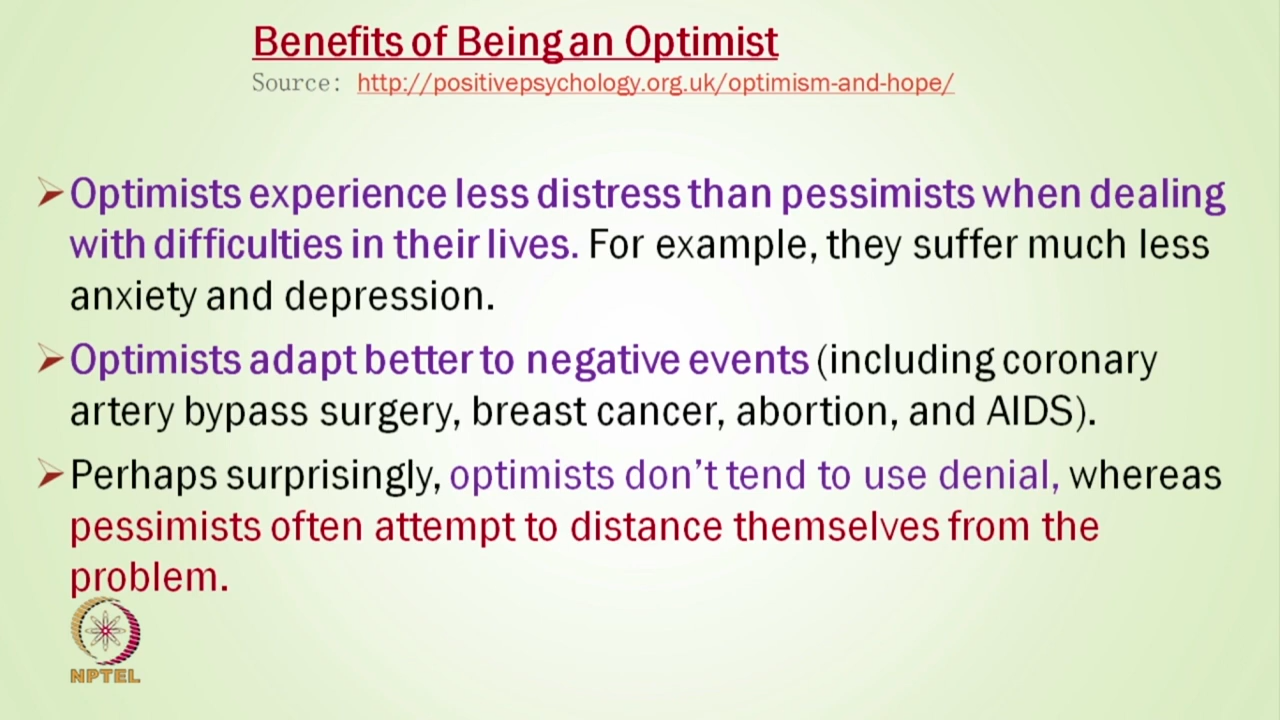 Benefits of Being an Optimist
Source: http://positivepsychology.org.uk/optimism-and-hope/
Optimists experience less distress than pessimists when dealing
with difficulties in their lives. For example, they suffer much less
anxiety and depression.
Optimists adapt better to negative events (including coronary
artery bypass surgery, breast cancer, abortion, and AIDS).
Perhaps surprisingly, optimists don’t tend to use denial, whereas
pessimists often attempt to distance themselves from the
problem.
NPTEL